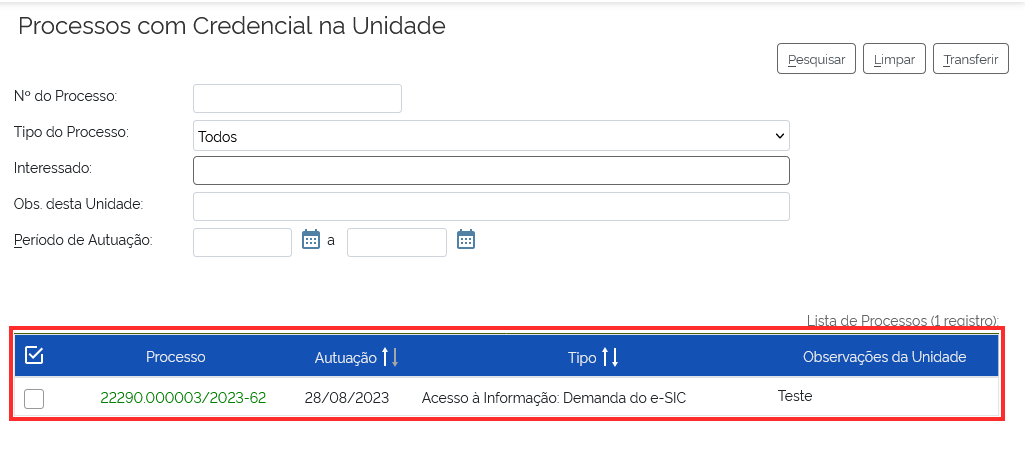 Processos com Credencial na Unidade
Pesquisar Limpar Transferir
Nº do Processo:
Tipo do Processo: Todos
Interessado:
Obs. desta Unidade:
Período de Autuação: a
Lista de Processos (1 registro):
Processo Autuação Tipo Observações da Unidade
22290.000003/2023-62 28/08/2023 Acesso à Informação: Demanda do e-SIC Teste